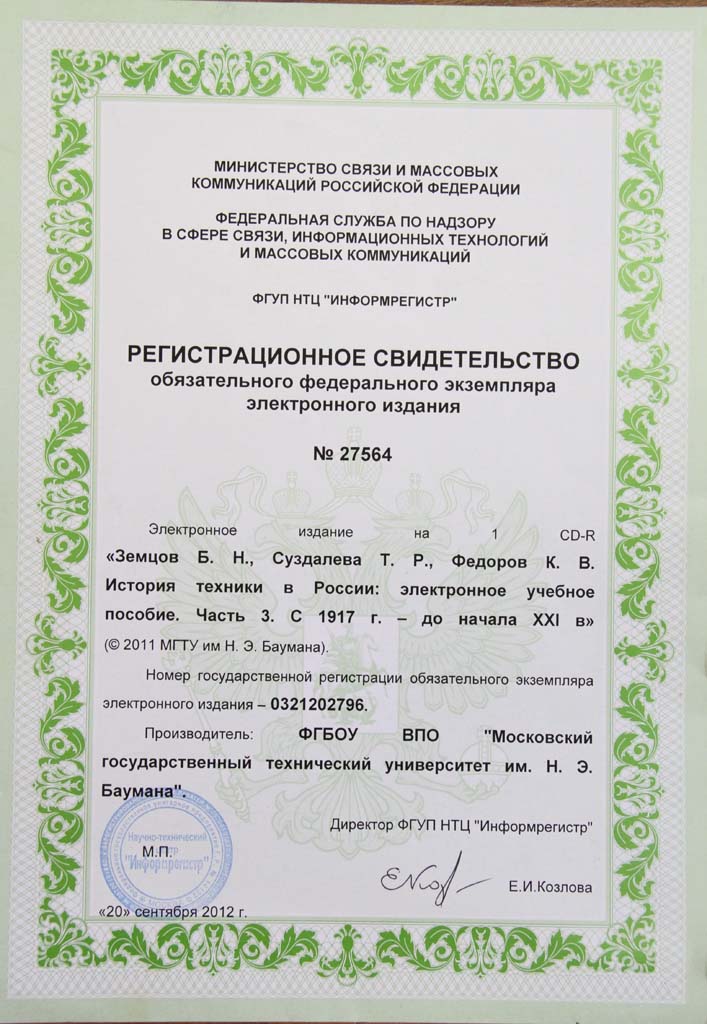 МИНИСТЕРСТВО СВЯЗИ И МАССОВЫХ
КОММУНИКАЦИЙ РОССИЙСКОЙ ФЕДЕРАЦИИ
ФЕДЕРАЛЬНАЯ СЛУЖБА ПО НАДЗОРУ
В СФЕРЕ СВЯЗИ, ИНФОРМАЦИОННЫХ ТЕХНОЛОГИЙ
И МАССОВЫХ КОММУНИКАЦИЙ
ФГУП НТЦ "ИНФОРМРЕГИСТР"
РЕГИСТРАЦИОННОЕ СВИДЕТЕЛЬСТВО
обязательного федерального экземпляра
электронного издания
№ 27564
Электронное издание на 1 CD-R
«Земцов Б. Н., Суздалева Т. Р., Федоров К. В.
История техники в России: электронное учебное
пособие. Часть 3. С 1917 г. – до начала XXI в»
(© 2011 МГТУ им Н. Э. Баумана).
Номер государственной регистрации обязательного экземпляра
электронного издания – 0321202796.
Производитель: ФГБОУ ВПО "Московский
государственный технический университет им. Н. Э.
Баумана".
Директор ФГУП НТЦ "Информрегистр"
Научно-технический
М.П.
"Информрегистр"
Е.И.Козлова
«20» сентября 2012 г.